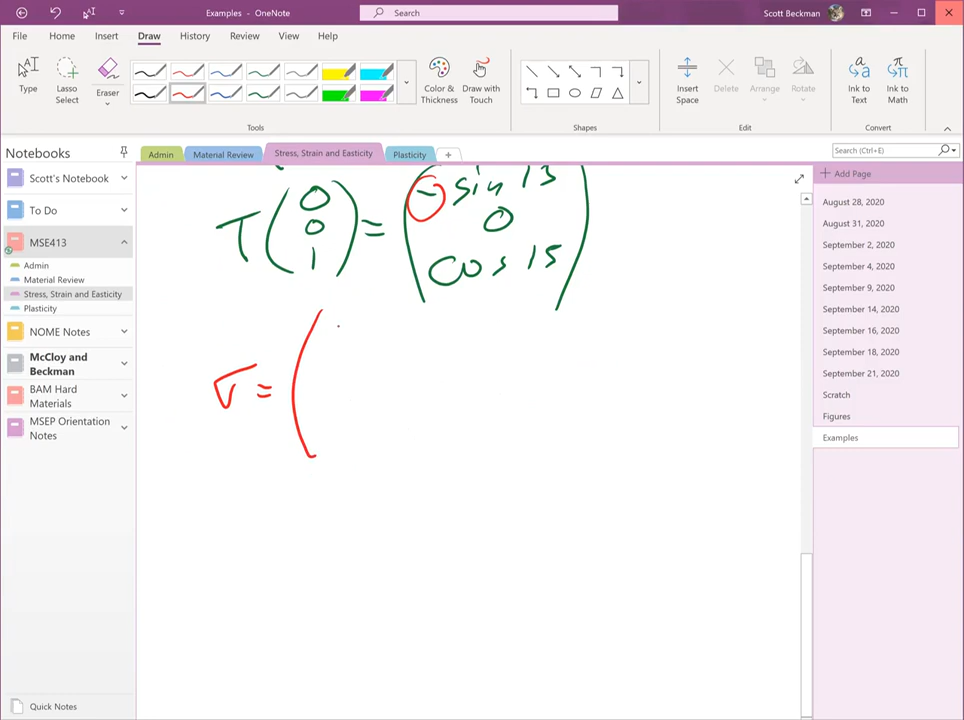 Examples - OneNote
Search
Scott Beckman
File Home Insert Draw History Review View Help
Type
Lasso Select
Eraser
Color & Thickness
Draw with Touch
Insert Space
Delete
Arrange
Rotate
Ink to Text
Ink to Math
Tools
Shapes
Edit
Convert
Notebooks
Admin
Material Review
Stress, Strain and Easticity
Plasticity
Search (Ctrl+E)
Scott's Notebook
To Do
MSE413
Admin
Material Review
Stress, Strain and Easticity
Plasticity
NOME Notes
McCloy and Beckman
BAM Hard Materials
MSEP Orientation Notes
Quick Notes
T (0 0 1) = (-sin 15 0 cos 15)
σ = (
Add Page
August 28, 2020
August 31, 2020
September 2, 2020
September 4, 2020
September 9, 2020
September 14, 2020
September 16, 2020
September 18, 2020
September 21, 2020
Scratch
Figures
Examples